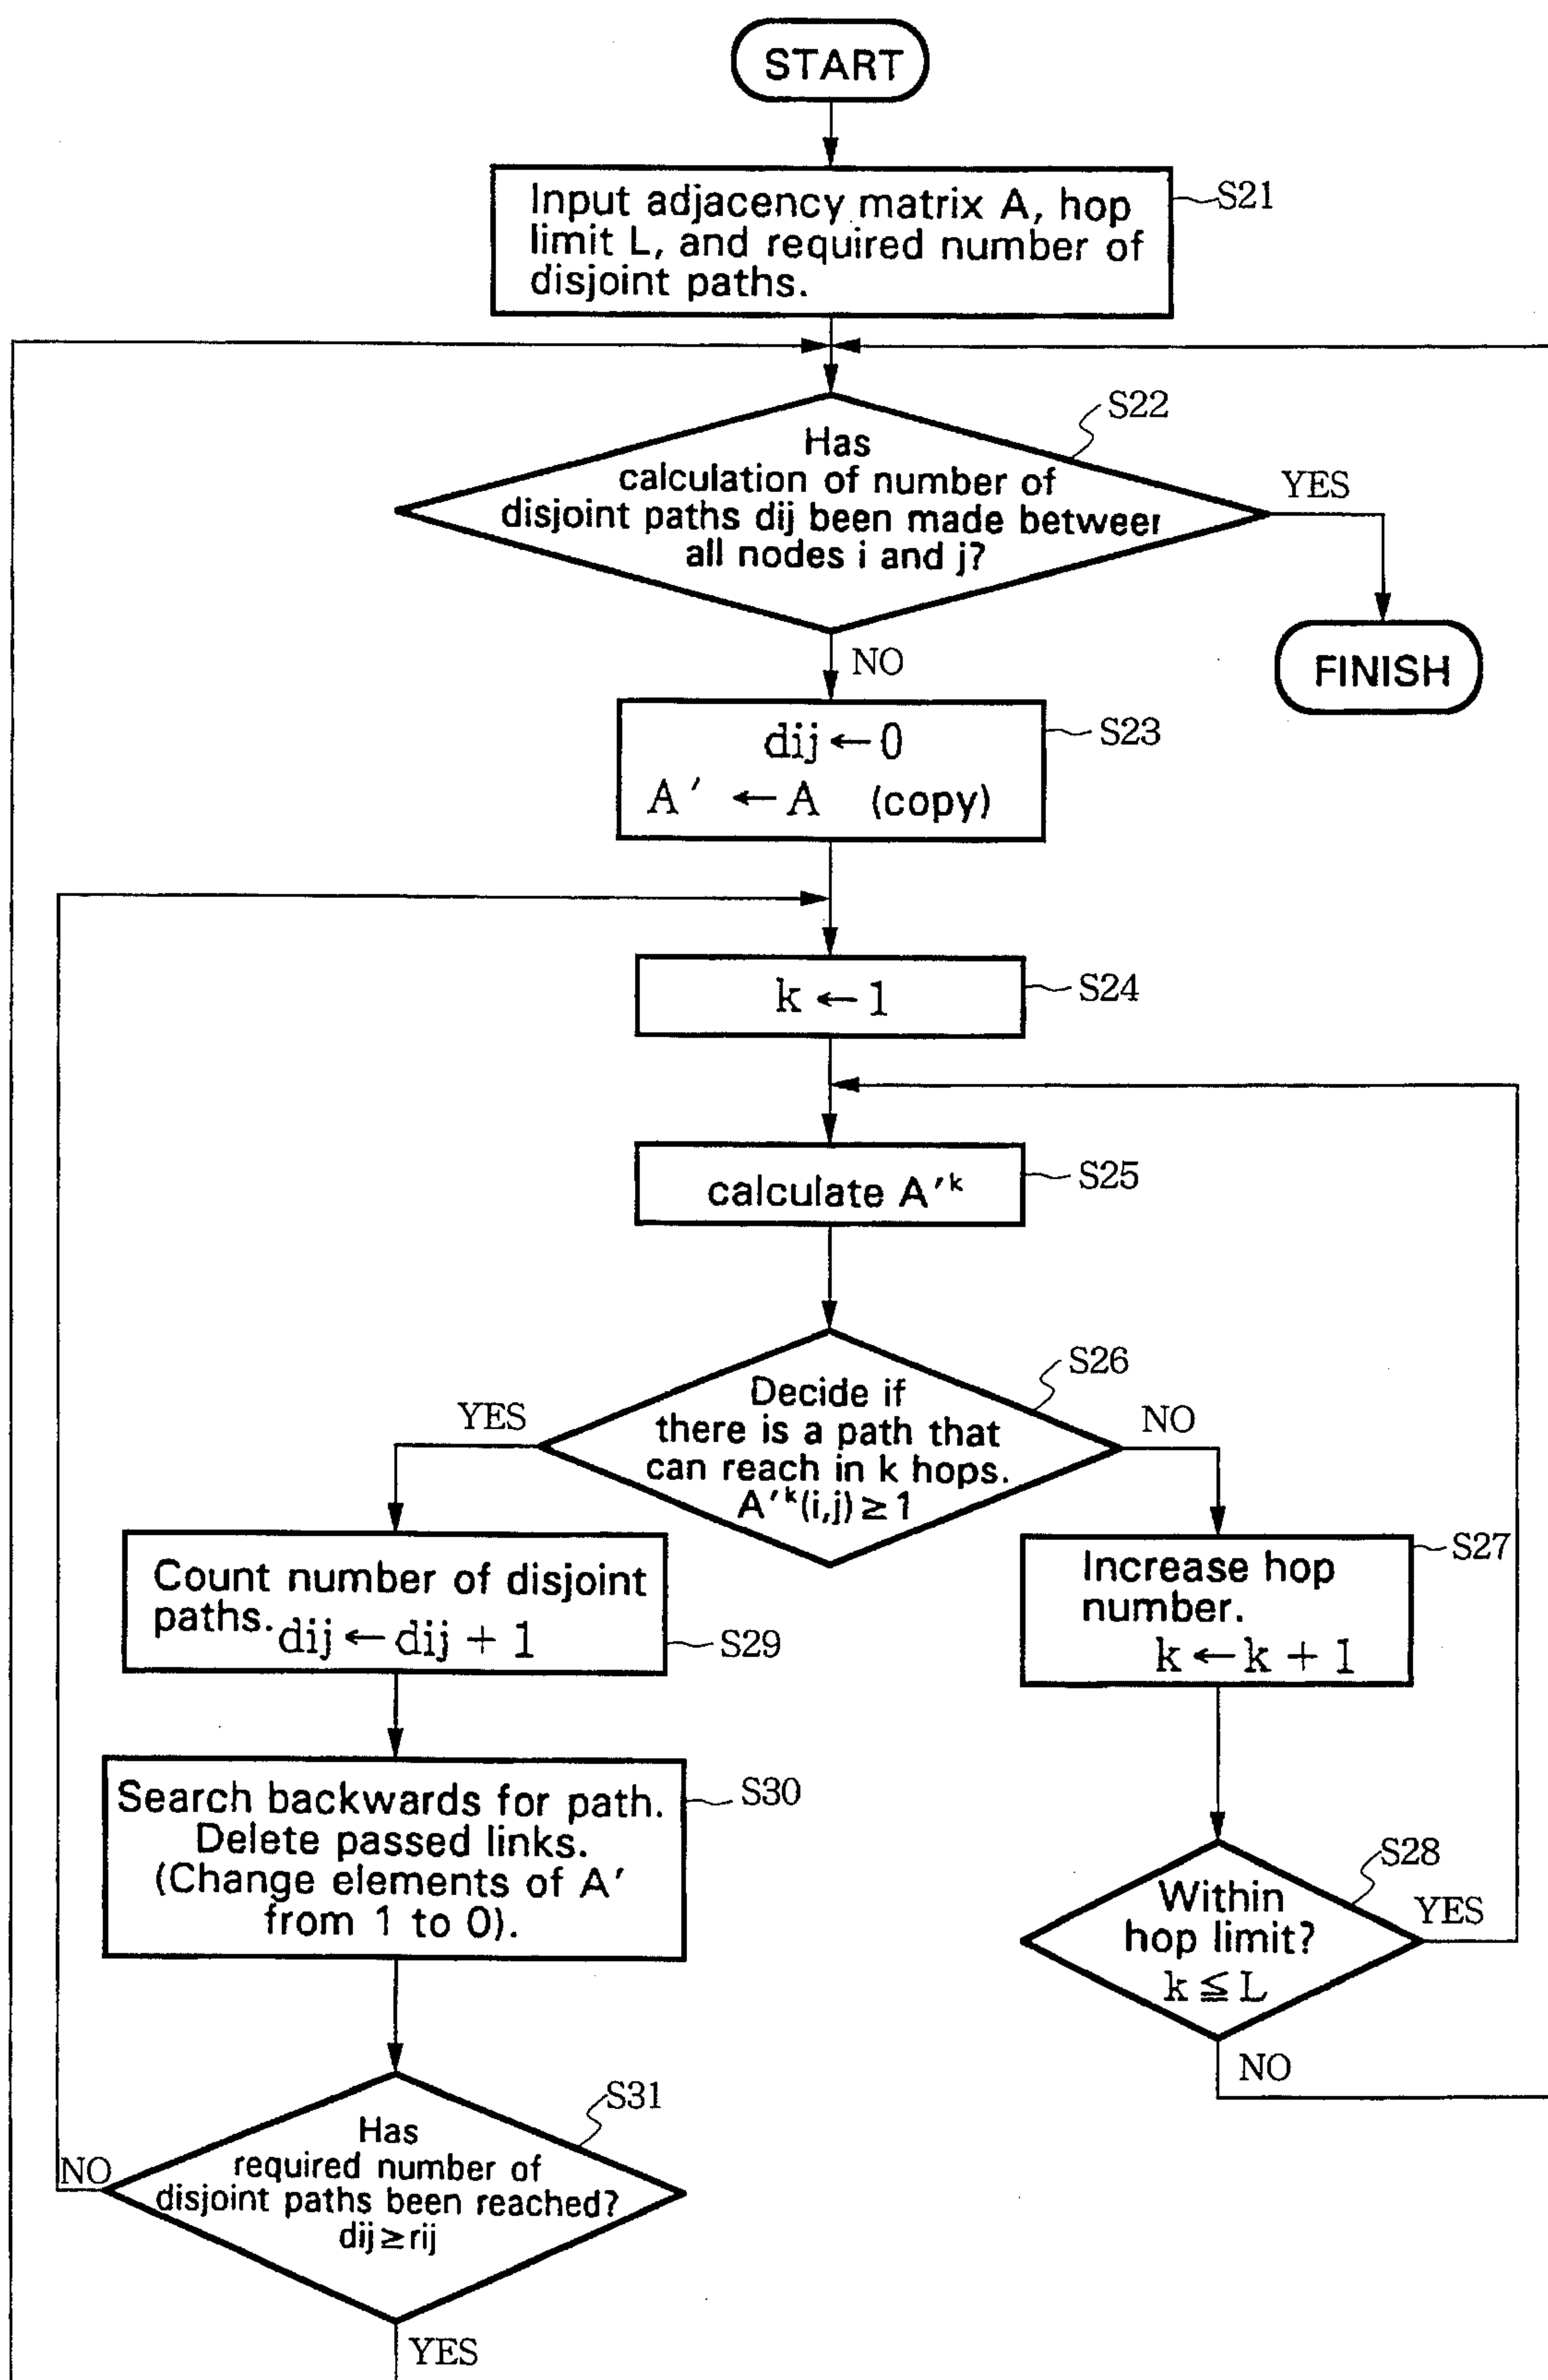 START
Input adjacency matrix A, hop
limit L, and required number of
disjoint paths.
S21
S22
Has
calculation of number of
disjoint paths dij been made between
all nodes i and j?
YES
FINISH
NO
dij ← 0
A' ← A (copy)
S23
k ← 1
S24
calculate A'ᵏ
S25
S26
Decide if
there is a path that
can reach in k hops.
A'ᵏ(i,j) ≥ 1
YES
NO
Count number of disjoint
paths. dij ← dij + 1
S29
Increase hop
number.
k ← k + 1
S27
Search backwards for path.
Delete passed links.
(Change elements of A'
from 1 to 0).
S30
S28
Within
hop limit?
k ≦ L
YES
NO
S31
Has
required number of
disjoint paths been reached?
dij ≥ rij
NO
YES